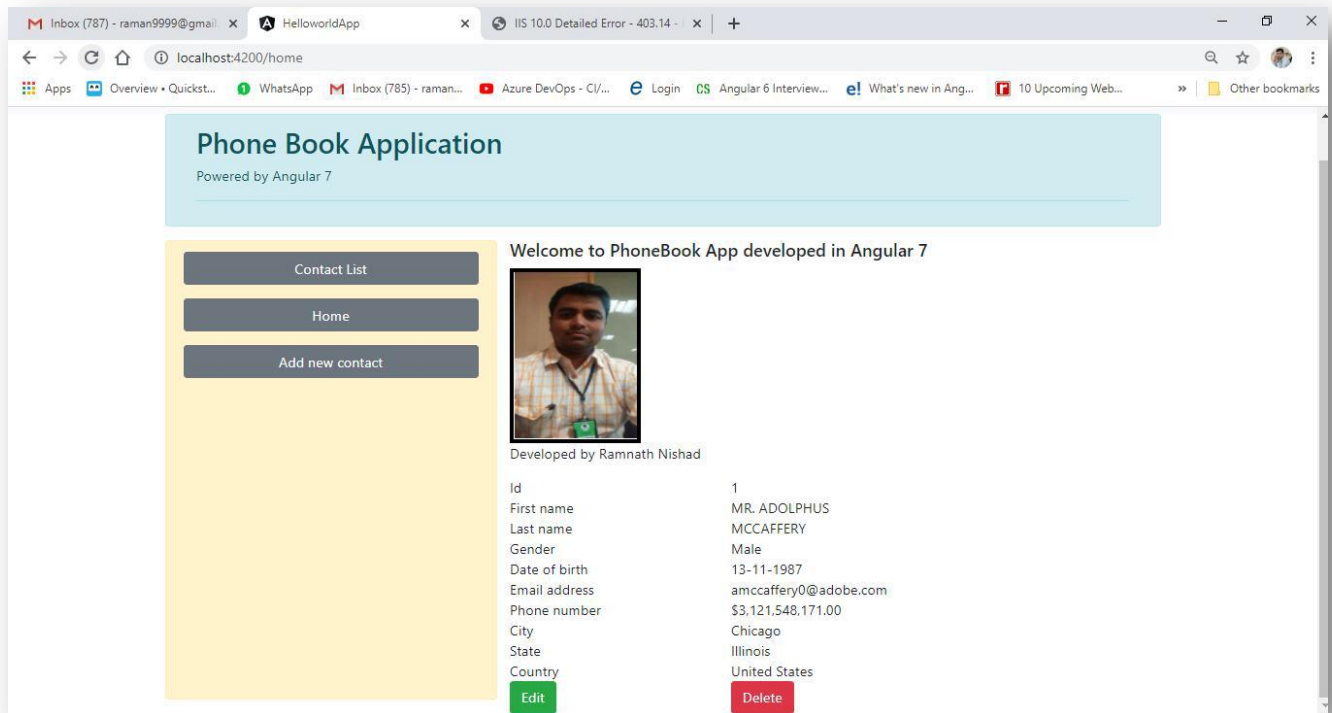 Inbox (787) - raman9999@gmail.
HelloworldApp
IIS 10.0 Detailed Error - 403.14 -
localhost:4200/home
Apps
Overview • Quickst...
WhatsApp
Inbox (785) - raman...
Azure DevOps - CI/...
Login
CS Angular 6 Interview...
e! What's new in Ang...
10 Upcoming Web...
»
Other bookmarks
Phone Book Application
Powered by Angular 7
Contact List
Home
Add new contact
Welcome to PhoneBook App developed in Angular 7
Developed by Ramnath Nishad
Id 1
First name MR. ADOLPHUS
Last name MCCAFFERY
Gender Male
Date of birth 13-11-1987
Email address amccaffery0@adobe.com
Phone number $3,121,548,171.00
City Chicago
State Illinois
Country United States
Edit Delete